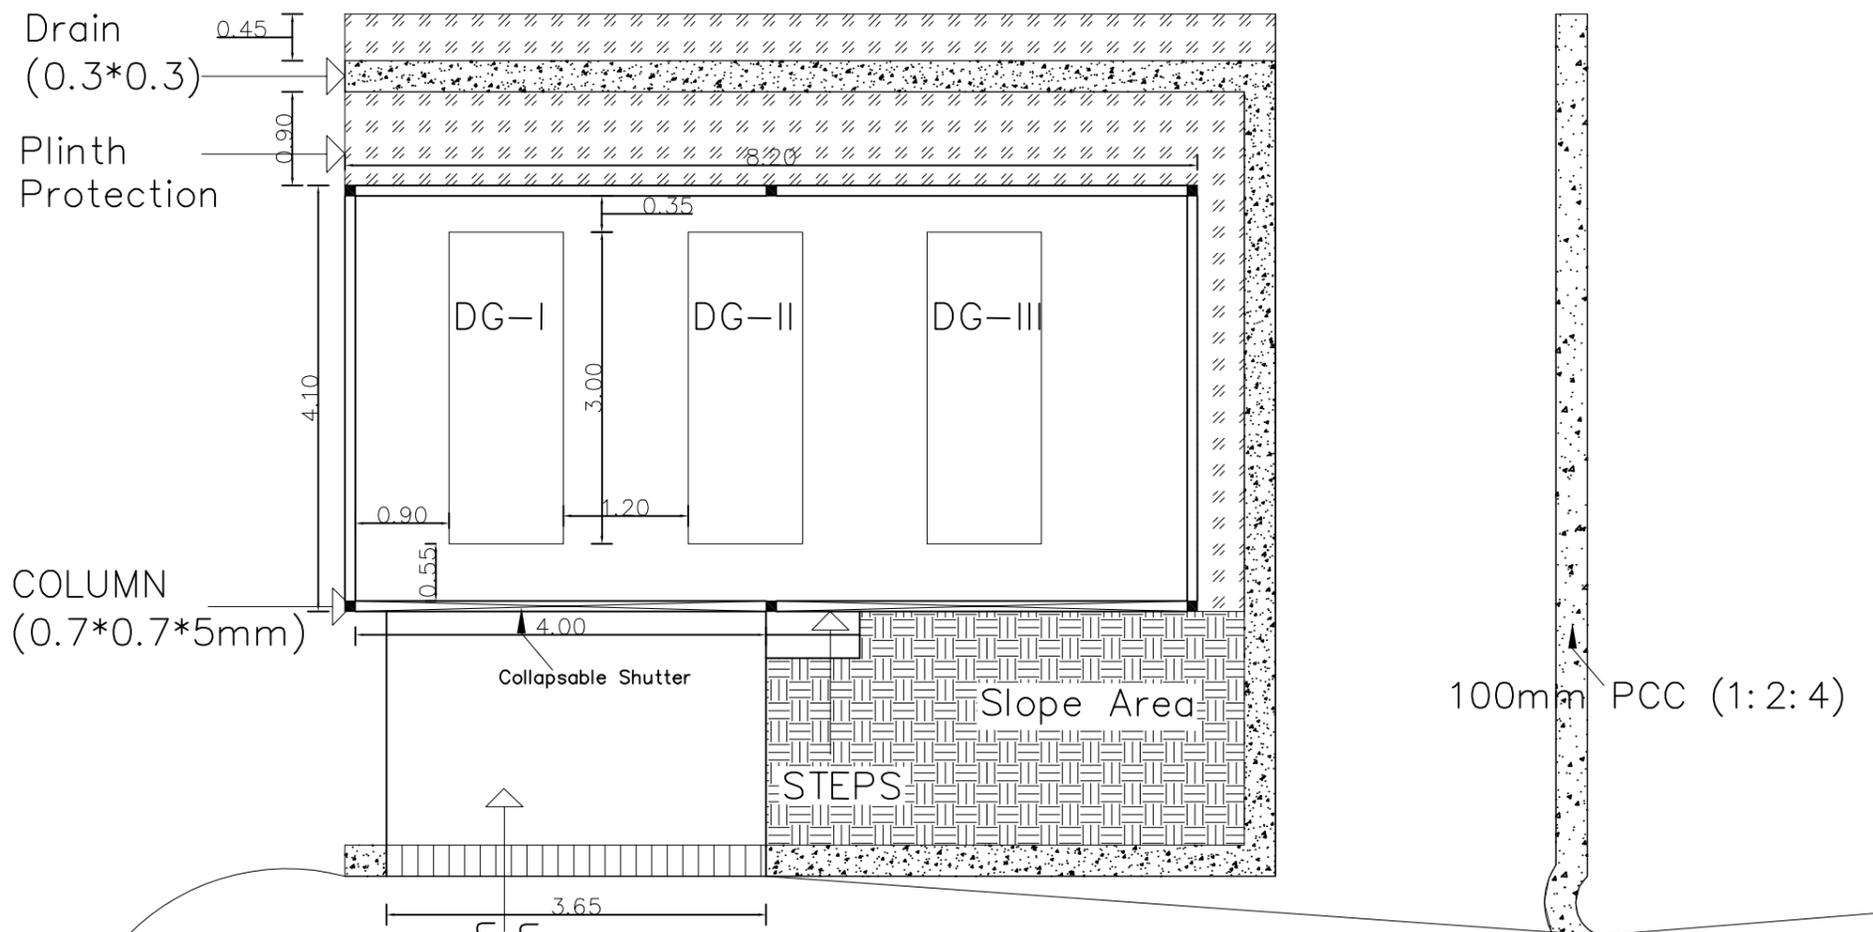 Drain
(0.3*0.3)
0.45
0.90
Plinth
Protection
8.20
0.35
DG-I
DG-II
DG-III
3.00
4.10
0.90
1.20
0.55
COLUMN
(0.7*0.7*5mm)
4.00
Collapsable Shutter
Slope Area
100mm PCC (1:2:4)
STEPS
3.65